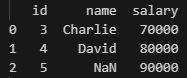 id name salary
0 3 Charlie 70000
1 4 David 80000
2 5 NaN 90000